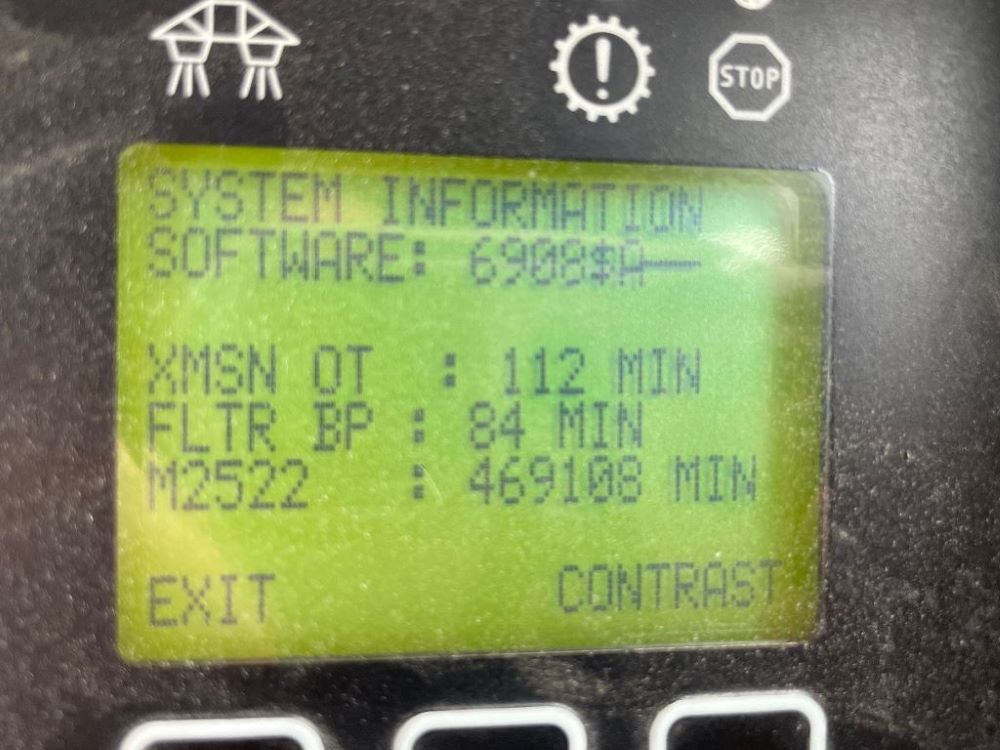 STOP
SYSTEM INFORMATION
SOFTWARE: 6908$A——
XMSN OT : 112 MIN
FLTR BP : 84 MIN
M2522 : 469108 MIN
EXIT CONTRAST